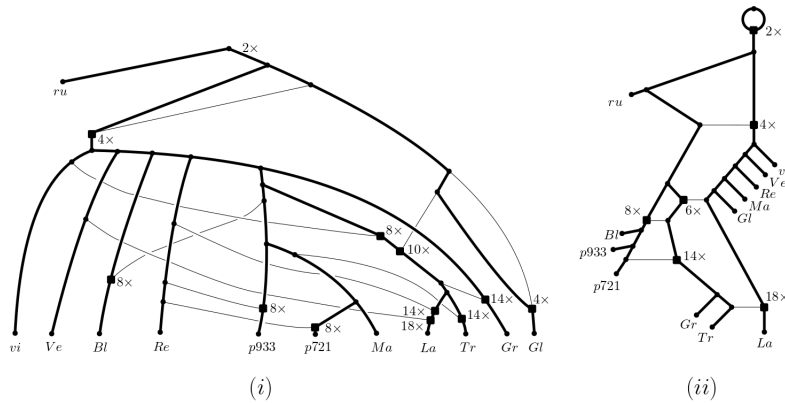 2×
ru
4×
8×
10×
8×
8×
8×
14×
18×
14×
14×
4×
vi Ve Bl Re p933 p721 Ma La Tr Gr Gl
(i)
2×
ru
4×
v
Ve
Re
Ma
Gl
8×
6×
Bl
p933
p721
14×
18×
Gr
Tr
La
(ii)